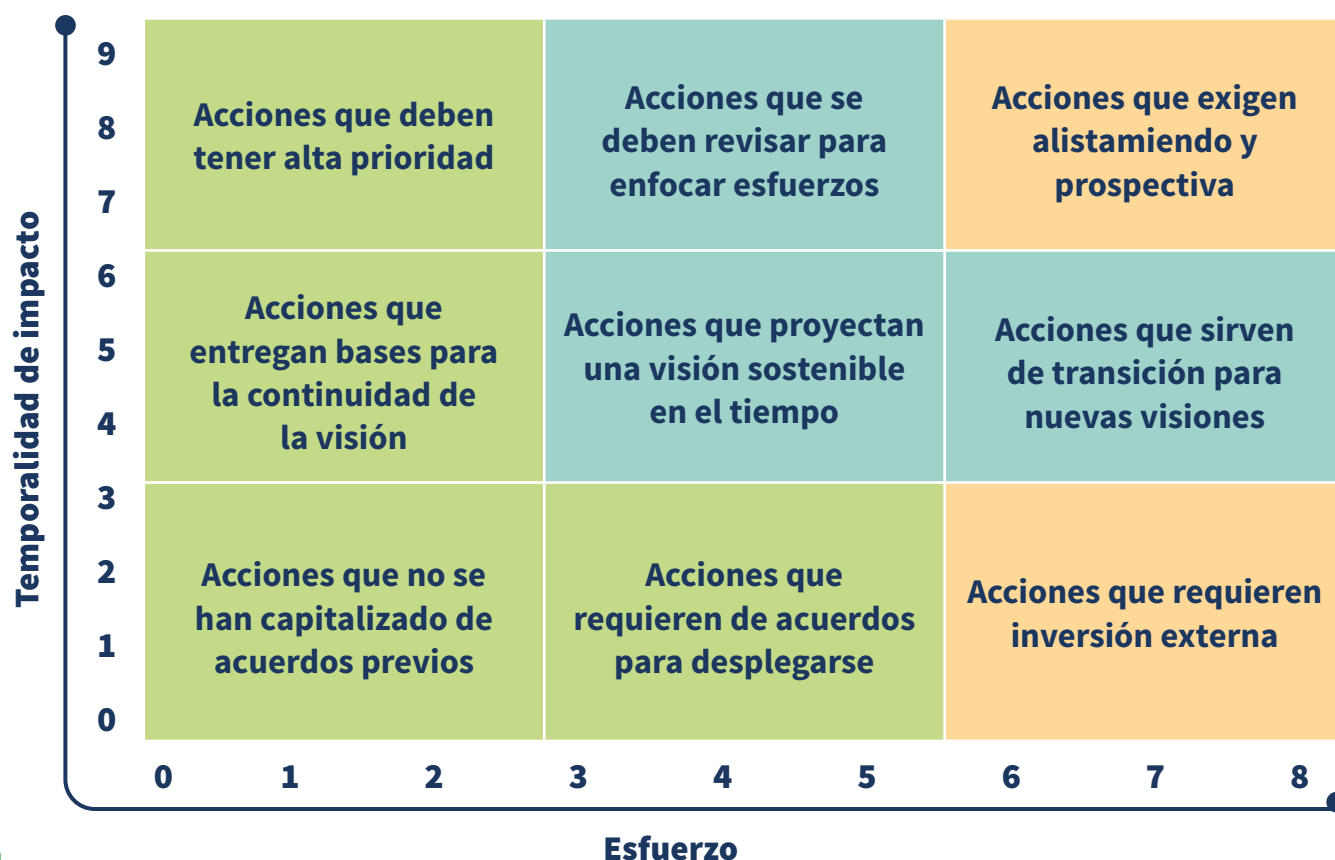 Temporalidad de impacto
9
8
7
6
5
4
3
2
1
0
Acciones que deben
tener alta prioridad
Acciones que se
deben revisar para
enfocar esfuerzos
Acciones que exigen
alistamiendo y
prospectiva
Acciones que
entregan bases para
la continuidad de
la visión
Acciones que proyectan
una visión sostenible
en el tiempo
Acciones que sirven
de transición para
nuevas visiones
Acciones que no se
han capitalizado de
acuerdos previos
Acciones que
requieren de acuerdos
para desplegarse
Acciones que requieren
inversión externa
0 1 2 3 4 5 6 7 8
Esfuerzo